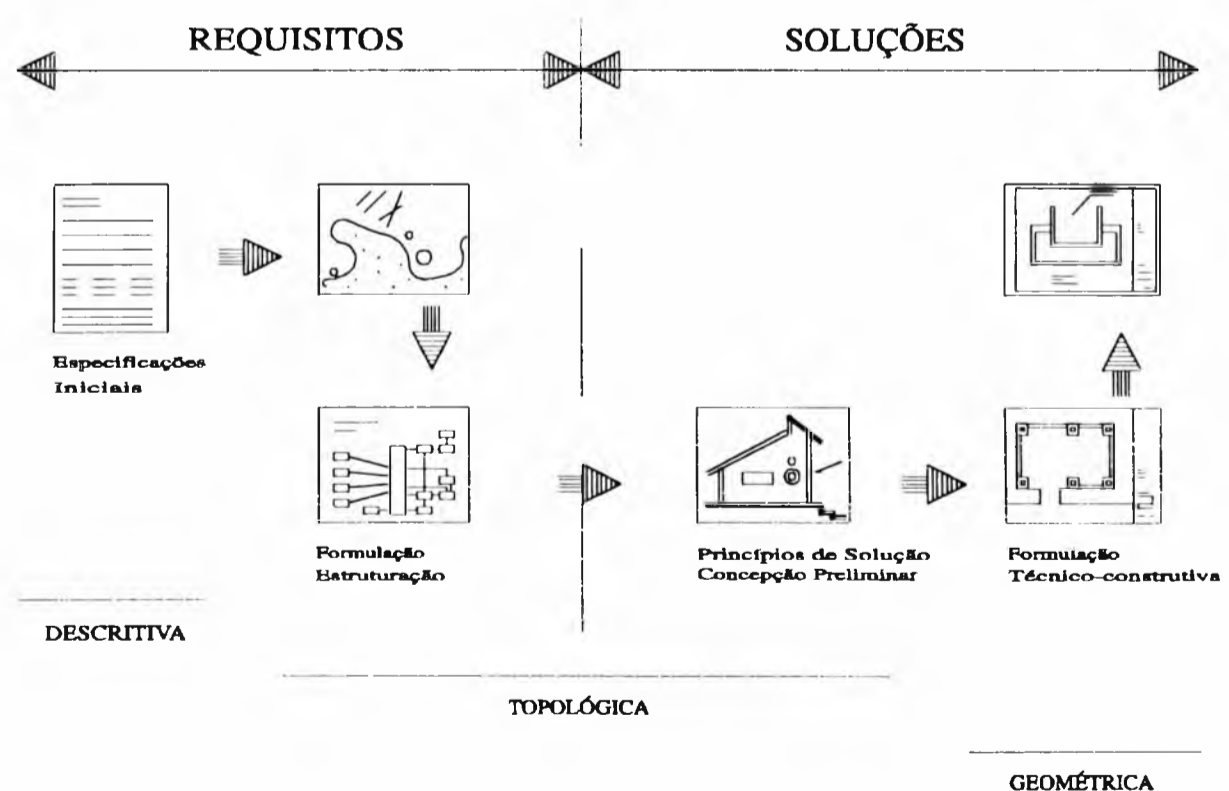 REQUISITOS
SOLUÇÕES
Especificações
Iniciais
Formulação
Estruturação
Princípios de Solução
Concepção Preliminar
Formulação
Técnico-construtiva
DESCRITIVA
TOPOLÓGICA
GEOMÉTRICA